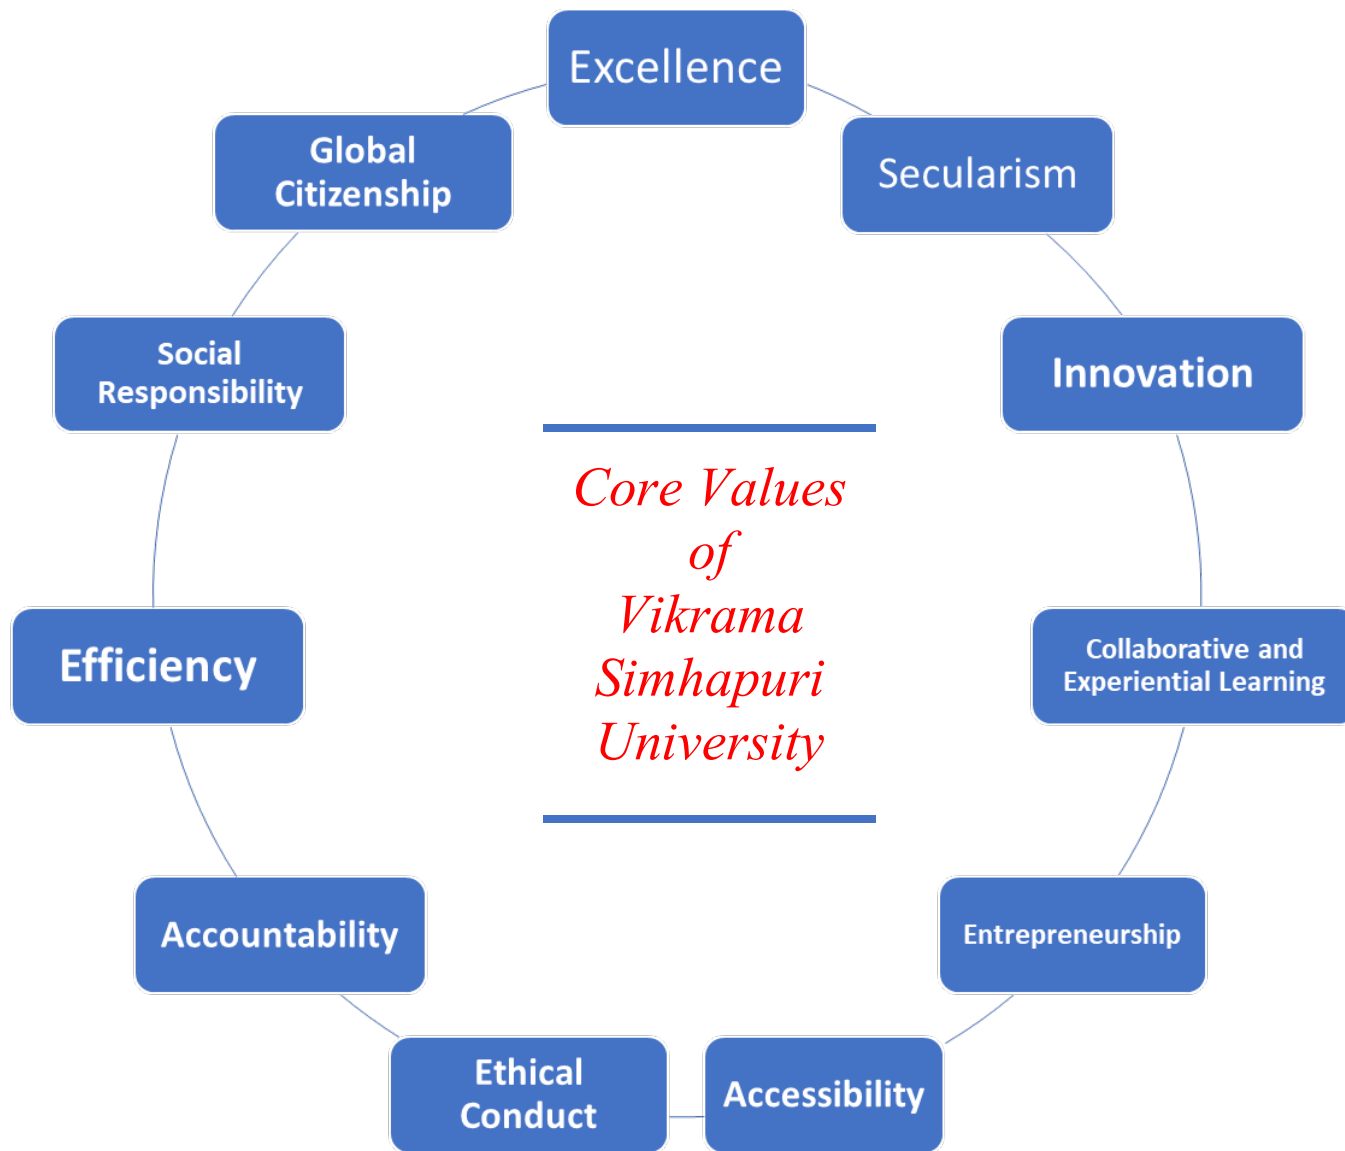 Excellence
Secularism
Innovation
Collaborative and
Experiential Learning
Entrepreneurship
Accessibility
Ethical
Conduct
Accountability
Efficiency
Social
Responsibility
Global
Citizenship
Core Values
of
Vikrama
Simhapuri
University